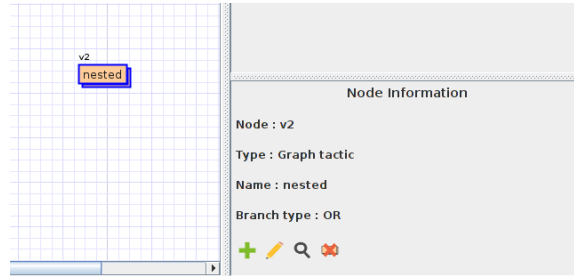 v2
nested
Node Information
Node : v2
Type : Graph tactic
Name : nested
Branch type : OR